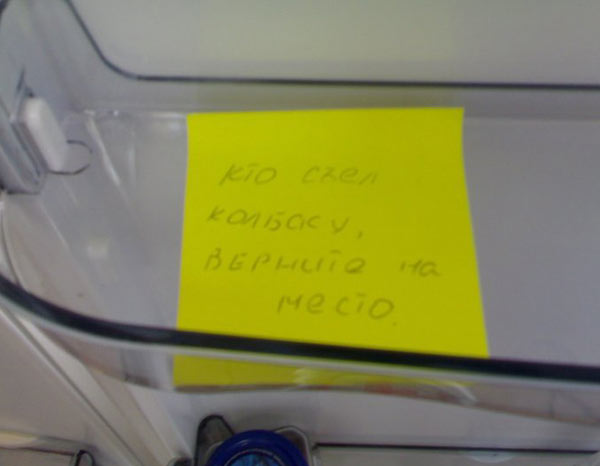 кто съел
колбасу,
верните на
место.